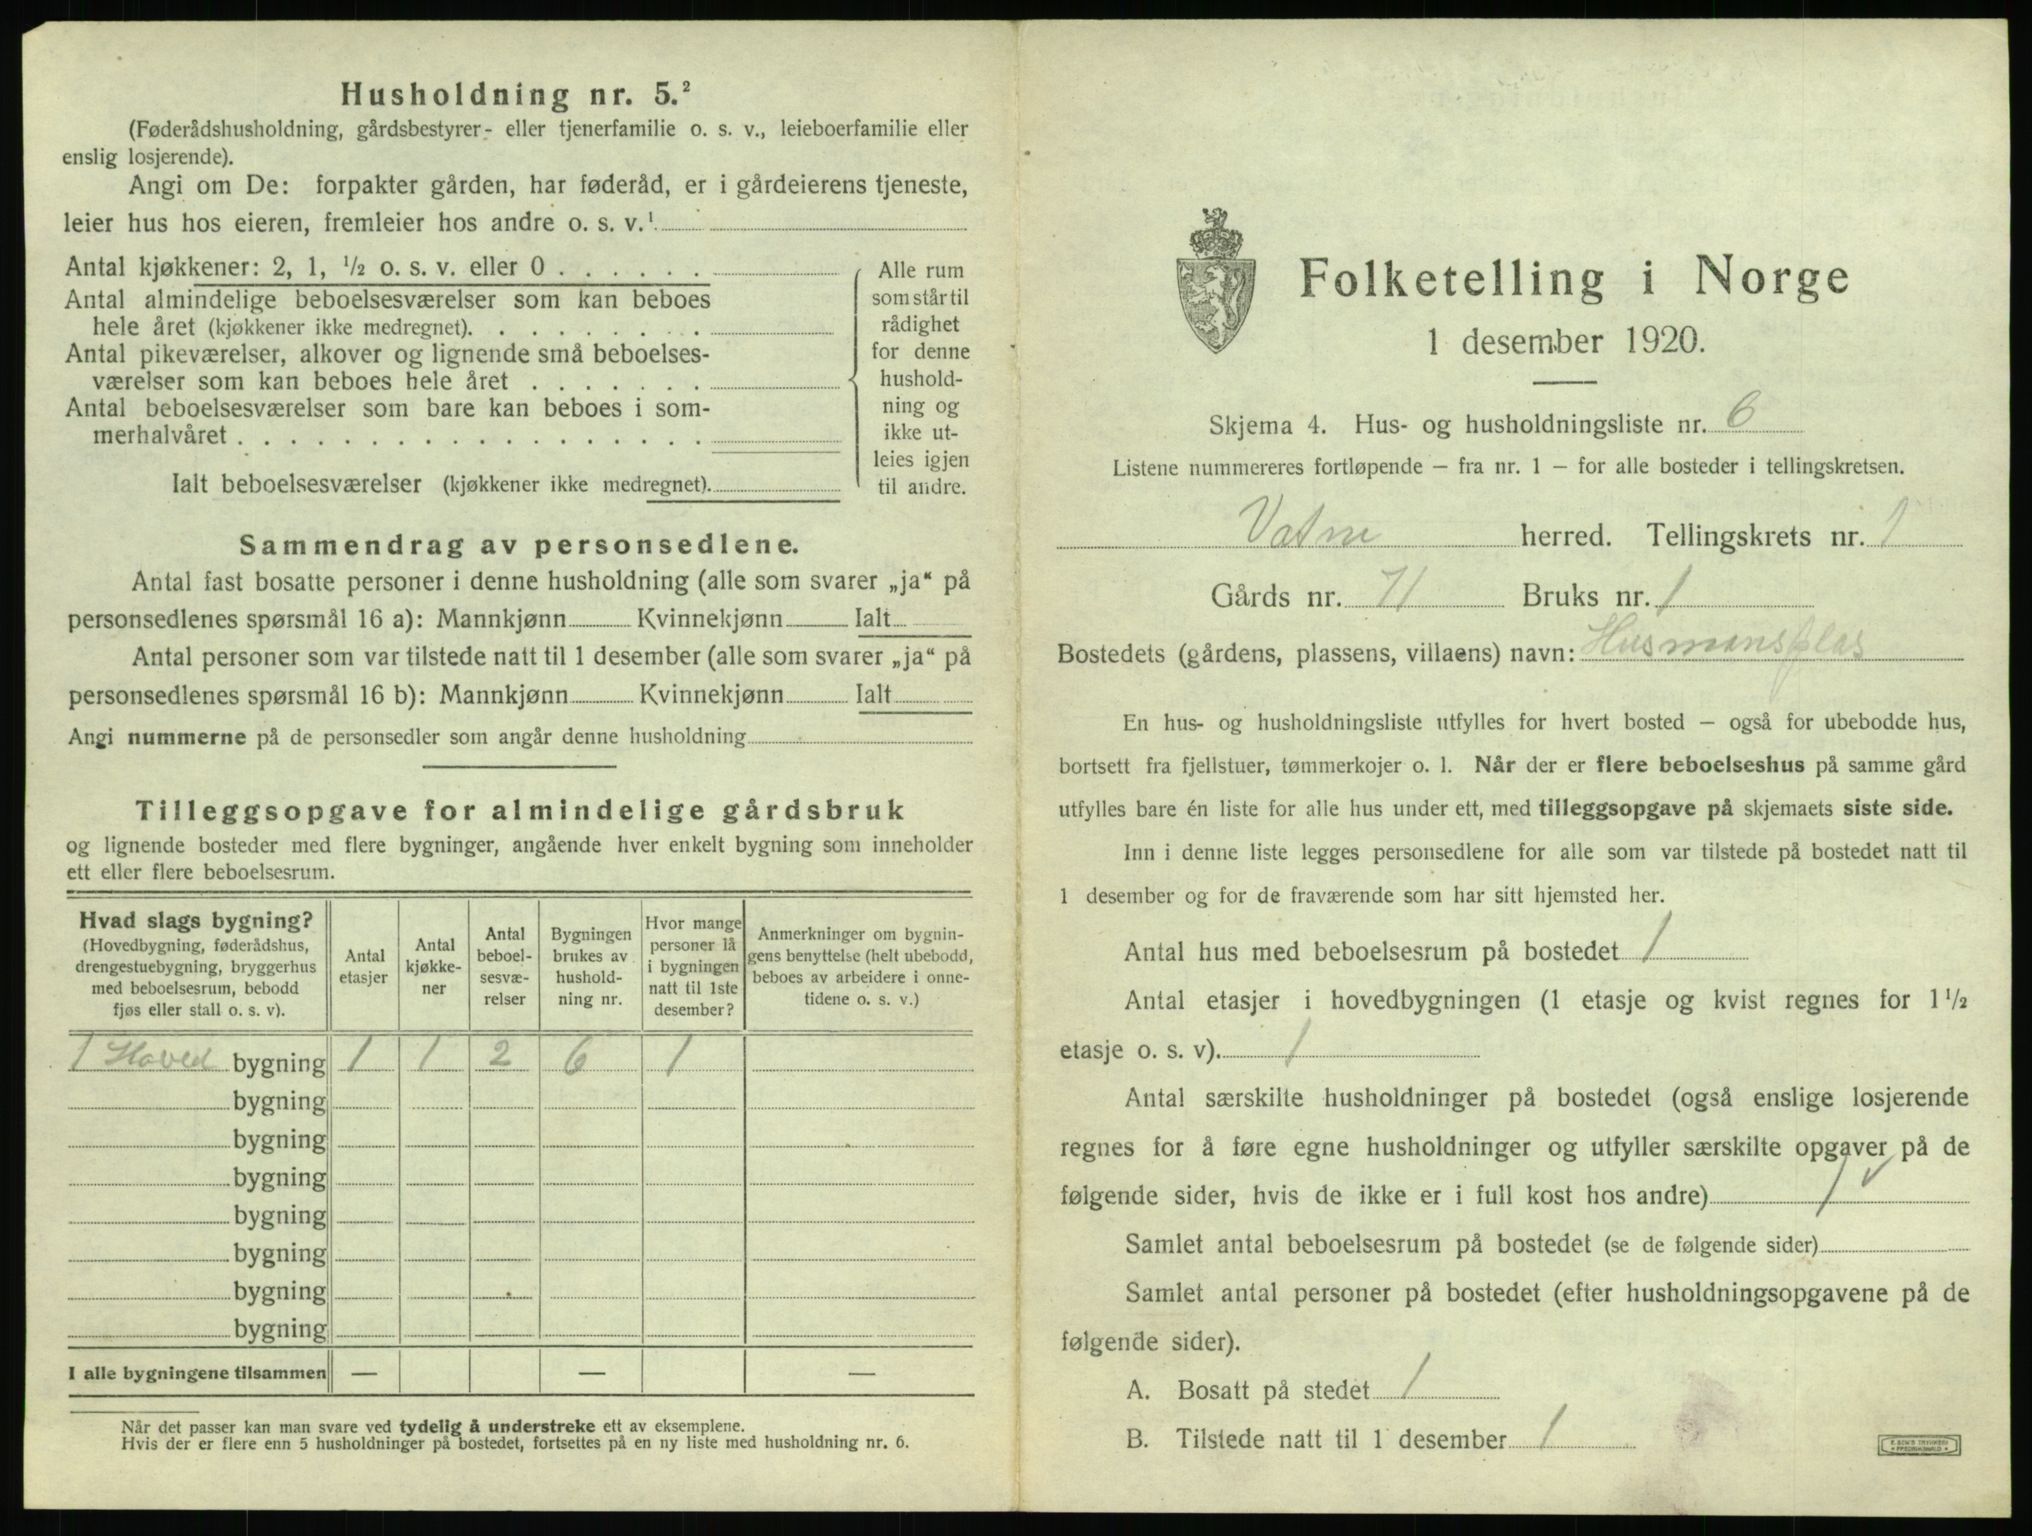 Husholdning nr. 5.²
(Føderådshusholdning, gårdsbestyrer- eller tjenerfamilie o. s. v., leieboerfamilie eller
enslig losjerende).
Angi om De: forpakter gården, har føderåd, er i gårdeierens tjeneste,
leier hus hos eieren, fremleier hos andre o. s. v.¹
Antal kjøkkener: 2, 1, ½ o. s. v. eller 0 . . . . . .
Antal almindelige beboelsesværelser som kan beboes
hele året (kjøkkener ikke medregnet). . . . . . . . .
Antal pikeværelser, alkover og lignende små beboelses-
værelser som kan beboes hele året . . . . . . .
Antal beboelsesværelser som bare kan beboes i som-
merhalvåret . . . . . . . . . . . . . . . . . .
Ialt beboelsesværelser (kjøkkener ikke medregnet).
Alle rum
som står til
rådighet
for denne
hushold-
ning og
ikke ut-
leies igjen
til andre.
Sammendrag av personsedlene.
Antal fast bosatte personer i denne husholdning (alle som svarer „ja“ på
personsedlenes spørsmål 16 a): Mannkjønn Kvinnekjønn Ialt
Antal personer som var tilstede natt til 1 desember (alle som svarer „ja“ på
personsedlenes spørsmål 16 b): Mannkjønn Kvinnekjønn Ialt
Angi nummerne på de personsedler som angår denne husholdning
Tilleggsopgave for almindelige gårdsbruk
og lignende bosteder med flere bygninger, angående hver enkelt bygning som inneholder
ett eller flere beboelsesrum.
Hvad slags bygning?
(Hovedbygning, føderådshus,
drengestuebygning, bryggerhus
med beboelsesrum, bebodd
fjøs eller stall o. s. v).
Antal
etasjer
Antal
kjøkke-
ner
Antal
beboel-
sesvæ-
relser
Bygningen
brukes av
hushold-
ning nr.
Hvor mange
personer lå
i bygningen
natt til 1ste
desember?
Anmerkninger om bygnin-
gens benyttelse (helt ubebodd,
beboes av arbeidere i onne-
tidene o. s. v.)
1 Hoved bygning 1 1 2 6 1
bygning
bygning
bygning
bygning
bygning
bygning
bygning
I alle bygningene tilsammen — — —
Når det passer kan man svare ved tydelig å understreke ett av eksemplene.
Hvis der er flere enn 5 husholdninger på bostedet, fortsettes på en ny liste med husholdning nr. 6.
Folketelling i Norge
1 desember 1920.
Skjema 4. Hus- og husholdningsliste nr. 6
Listene nummereres fortløpende – fra nr. 1 – for alle bosteder i tellingskretsen.
Vatne herred. Tellingskrets nr. 1
Gårds nr. 71 Bruks nr. 1
Bostedets (gårdens, plassens, villaens) navn: Husmansplas
En hus- og husholdningsliste utfylles for hvert bosted – også for ubebodde hus,
bortsett fra fjellstuer, tømmerkojer o. l. Når der er flere beboelseshus på samme gård
utfylles bare én liste for alle hus under ett, med tilleggsopgave på skjemaets siste side.
Inn i denne liste legges personsedlene for alle som var tilstede på bostedet natt til
1 desember og for de fraværende som har sitt hjemsted her.
Antal hus med beboelsesrum på bostedet 1
Antal etasjer i hovedbygningen (1 etasje og kvist regnes for 1 ½
etasje o. s. v). 1
Antal særskilte husholdninger på bostedet (også enslige losjerende
regnes for å føre egne husholdninger og utfyller særskilte opgaver på de
følgende sider, hvis de ikke er i full kost hos andre) 1 ✓
Samlet antal beboelsesrum på bostedet (se de følgende sider)
Samlet antal personer på bostedet (efter husholdningsopgavene på de
følgende sider).
A. Bosatt på stedet 1
B. Tilstede natt til 1 desember 1